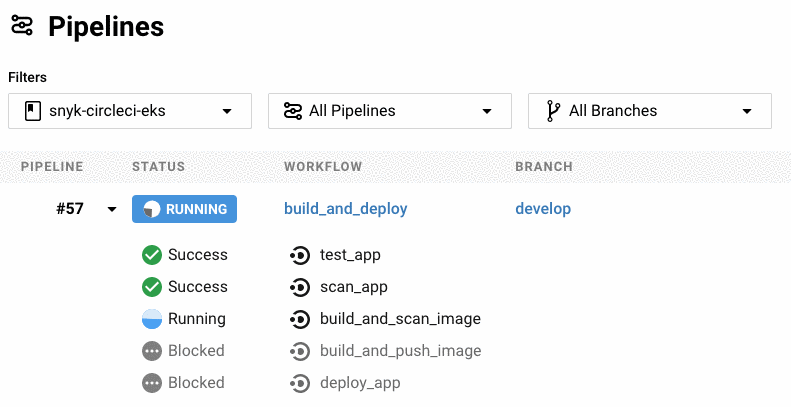 Pipelines
Filters
snyk-circleci-eks All Pipelines All Branches
PIPELINE STATUS WORKFLOW BRANCH
#57 RUNNING build_and_deploy develop
Success test_app
Success scan_app
Running build_and_scan_image
Blocked build_and_push_image
Blocked deploy_app